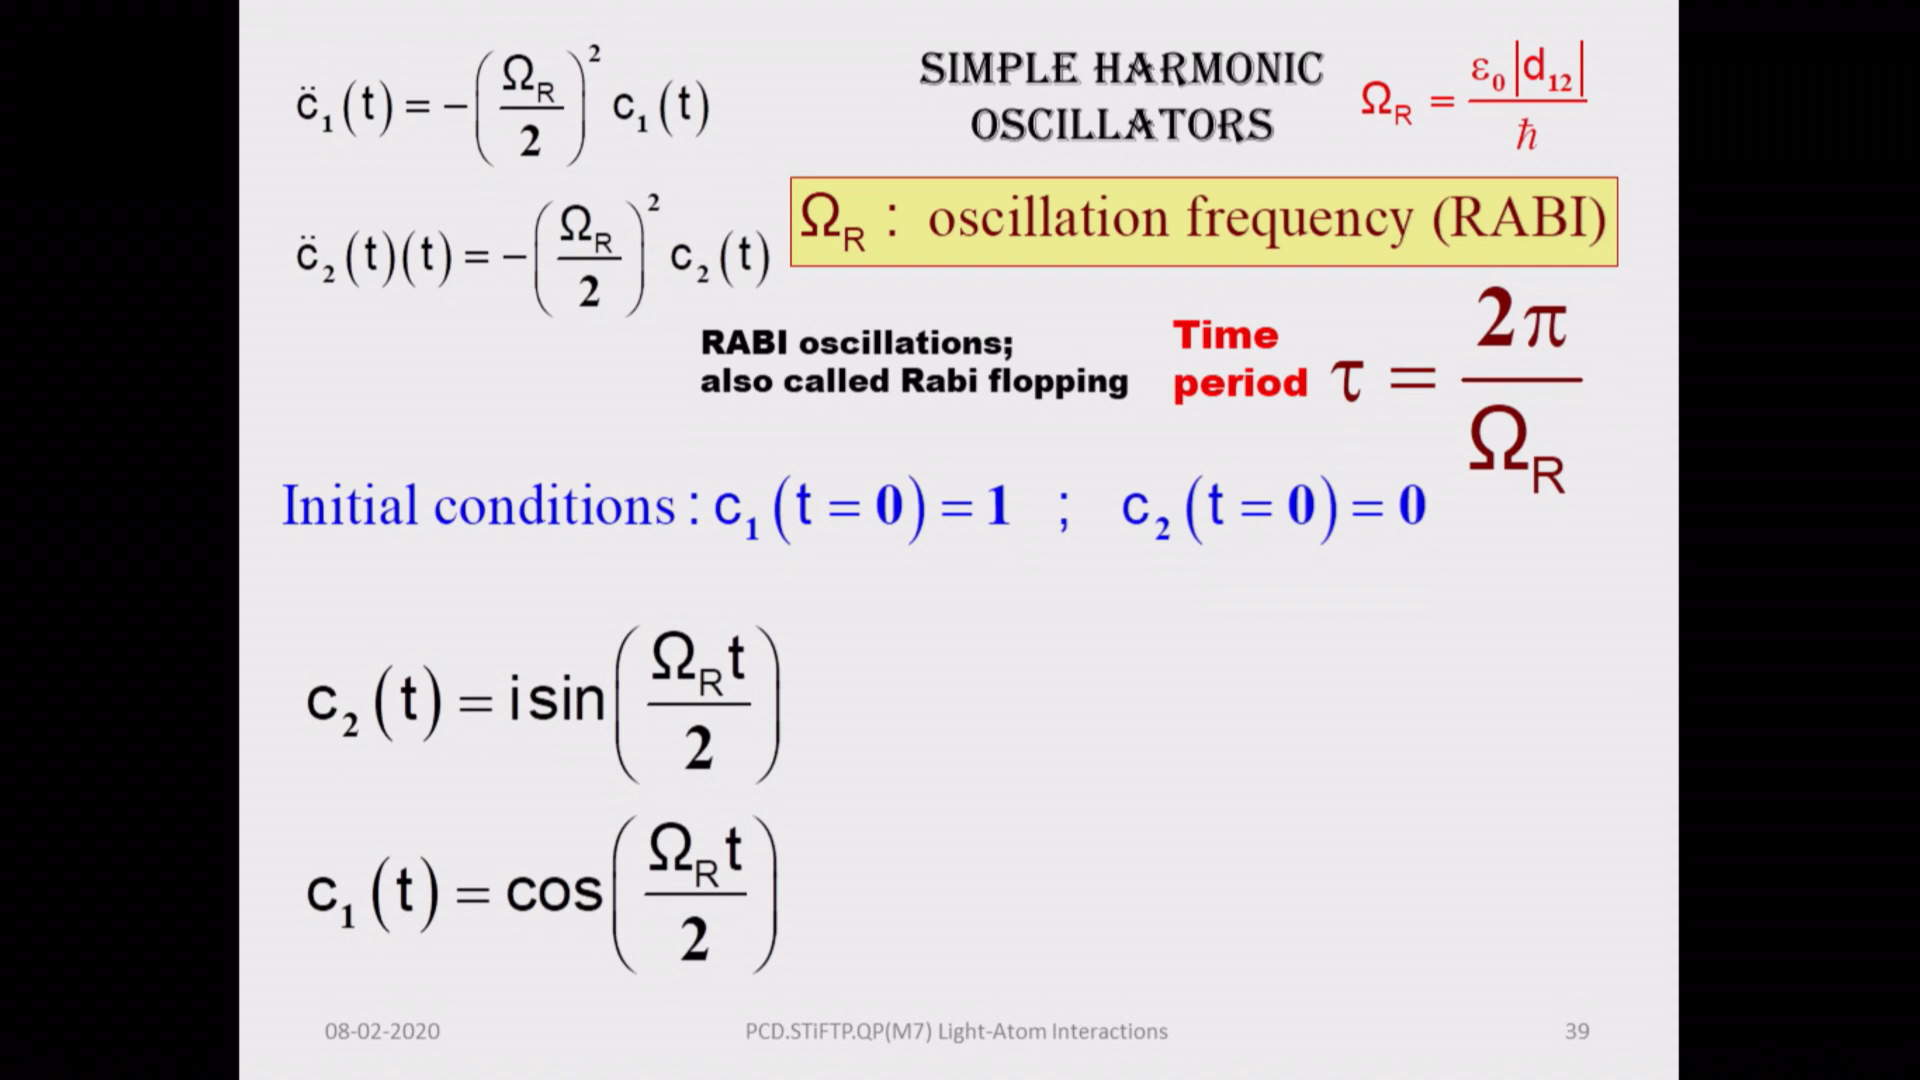 c̈₁(t) = −(Ω_R/2)² c₁(t)
SIMPLE HARMONIC
OSCILLATORS
Ω_R = ε₀|d₁₂|/ħ
c̈₂(t)(t) = −(Ω_R/2)² c₂(t)
Ω_R : oscillation frequency (RABI)
RABI oscillations;
also called Rabi flopping
Time
period
τ = 2π/Ω_R
Initial conditions : c₁(t = 0) = 1 ; c₂(t = 0) = 0
c₂(t) = i sin(Ω_R t/2)
c₁(t) = cos(Ω_R t/2)
08-02-2020
PCD.STiFTP.QP(M7) Light-Atom Interactions
39